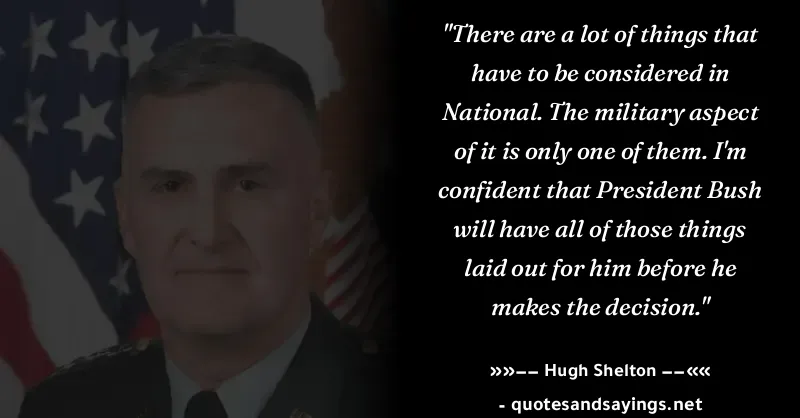 "There are a lot of things that
have to be considered in
National. The military aspect
of it is only one of them. I'm
confident that President Bush
will have all of those things
laid out for him before he
makes the decision."
»»−− Hugh Shelton −−««
- quotesandsayings.net